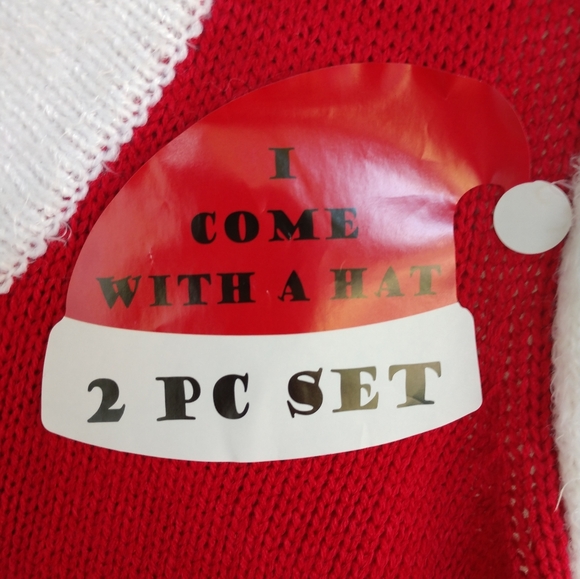 I
COME
WITH A HAT
2 PC SET